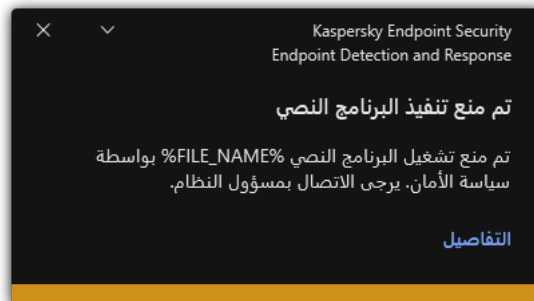 Kaspersky Endpoint Security
Endpoint Detection and Response
تم منع تنفيذ البرنامج النصي
تم منع تشغيل البرنامج النصي %FILE_NAME% بواسطة
سياسة الأمان. يرجى الاتصال بمسؤول النظام.
التفاصيل